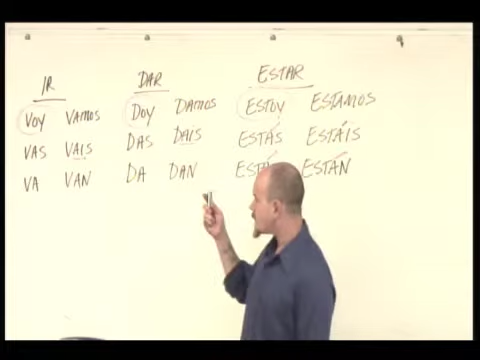 IR DAR ESTAR
VOY VAMOS DOY DAMOS ESTOY ESTAMOS
VAS VAIS DAS DAIS ESTÁS ESTÁIS
VA VAN DA DAN ESTÁ ESTÁN